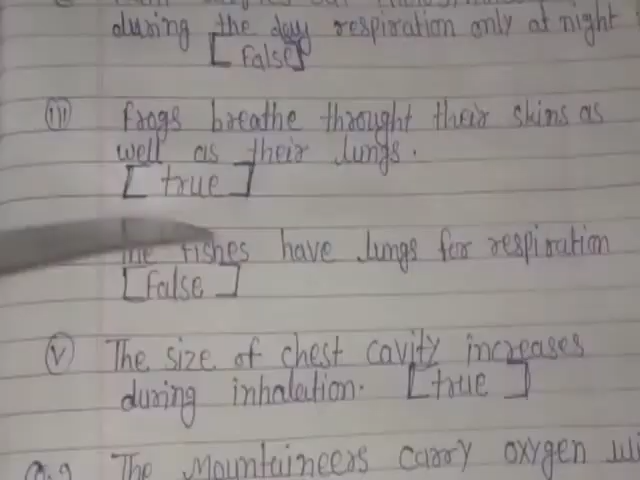 during the day respiration only at night
[false]
(iii) frogs breathe throught their skins as
well as their lungs.
[true]
The fishes have lungs for respiration
[false]
(v) The size of chest cavity increases
during inhalation. [true]
The Mountaineers carry oxygen